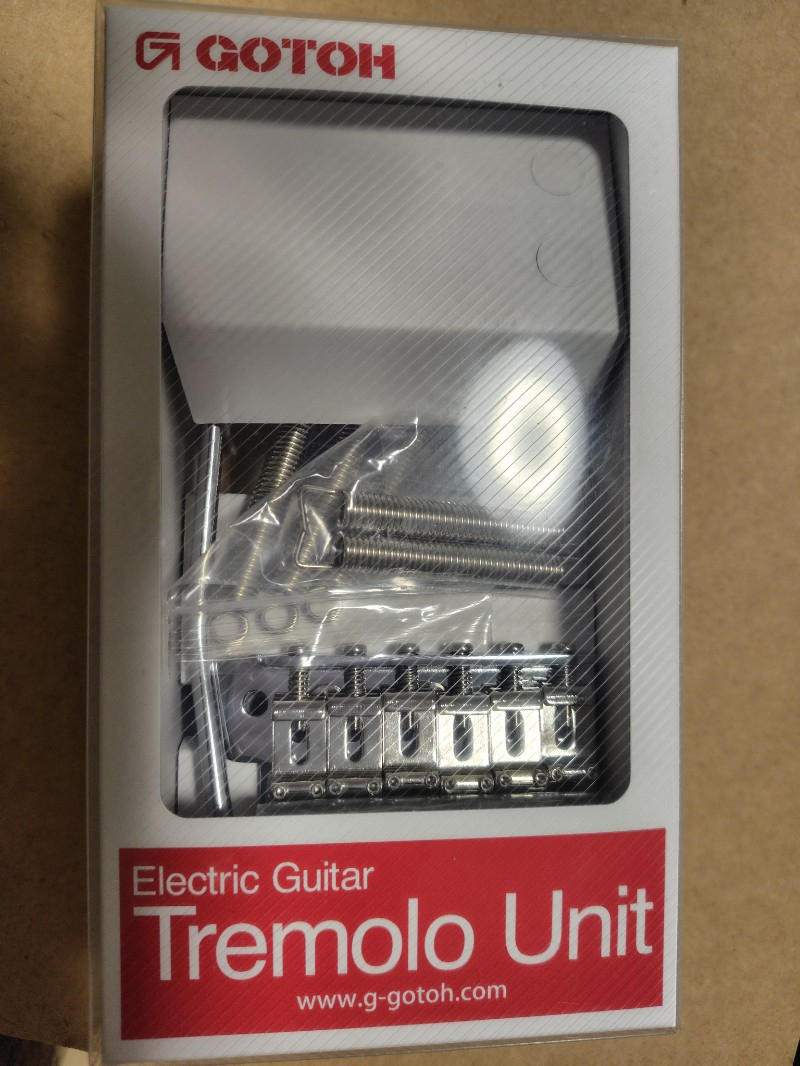 GOTOH
Electric Guitar
Tremolo Unit
www.g-gotoh.com